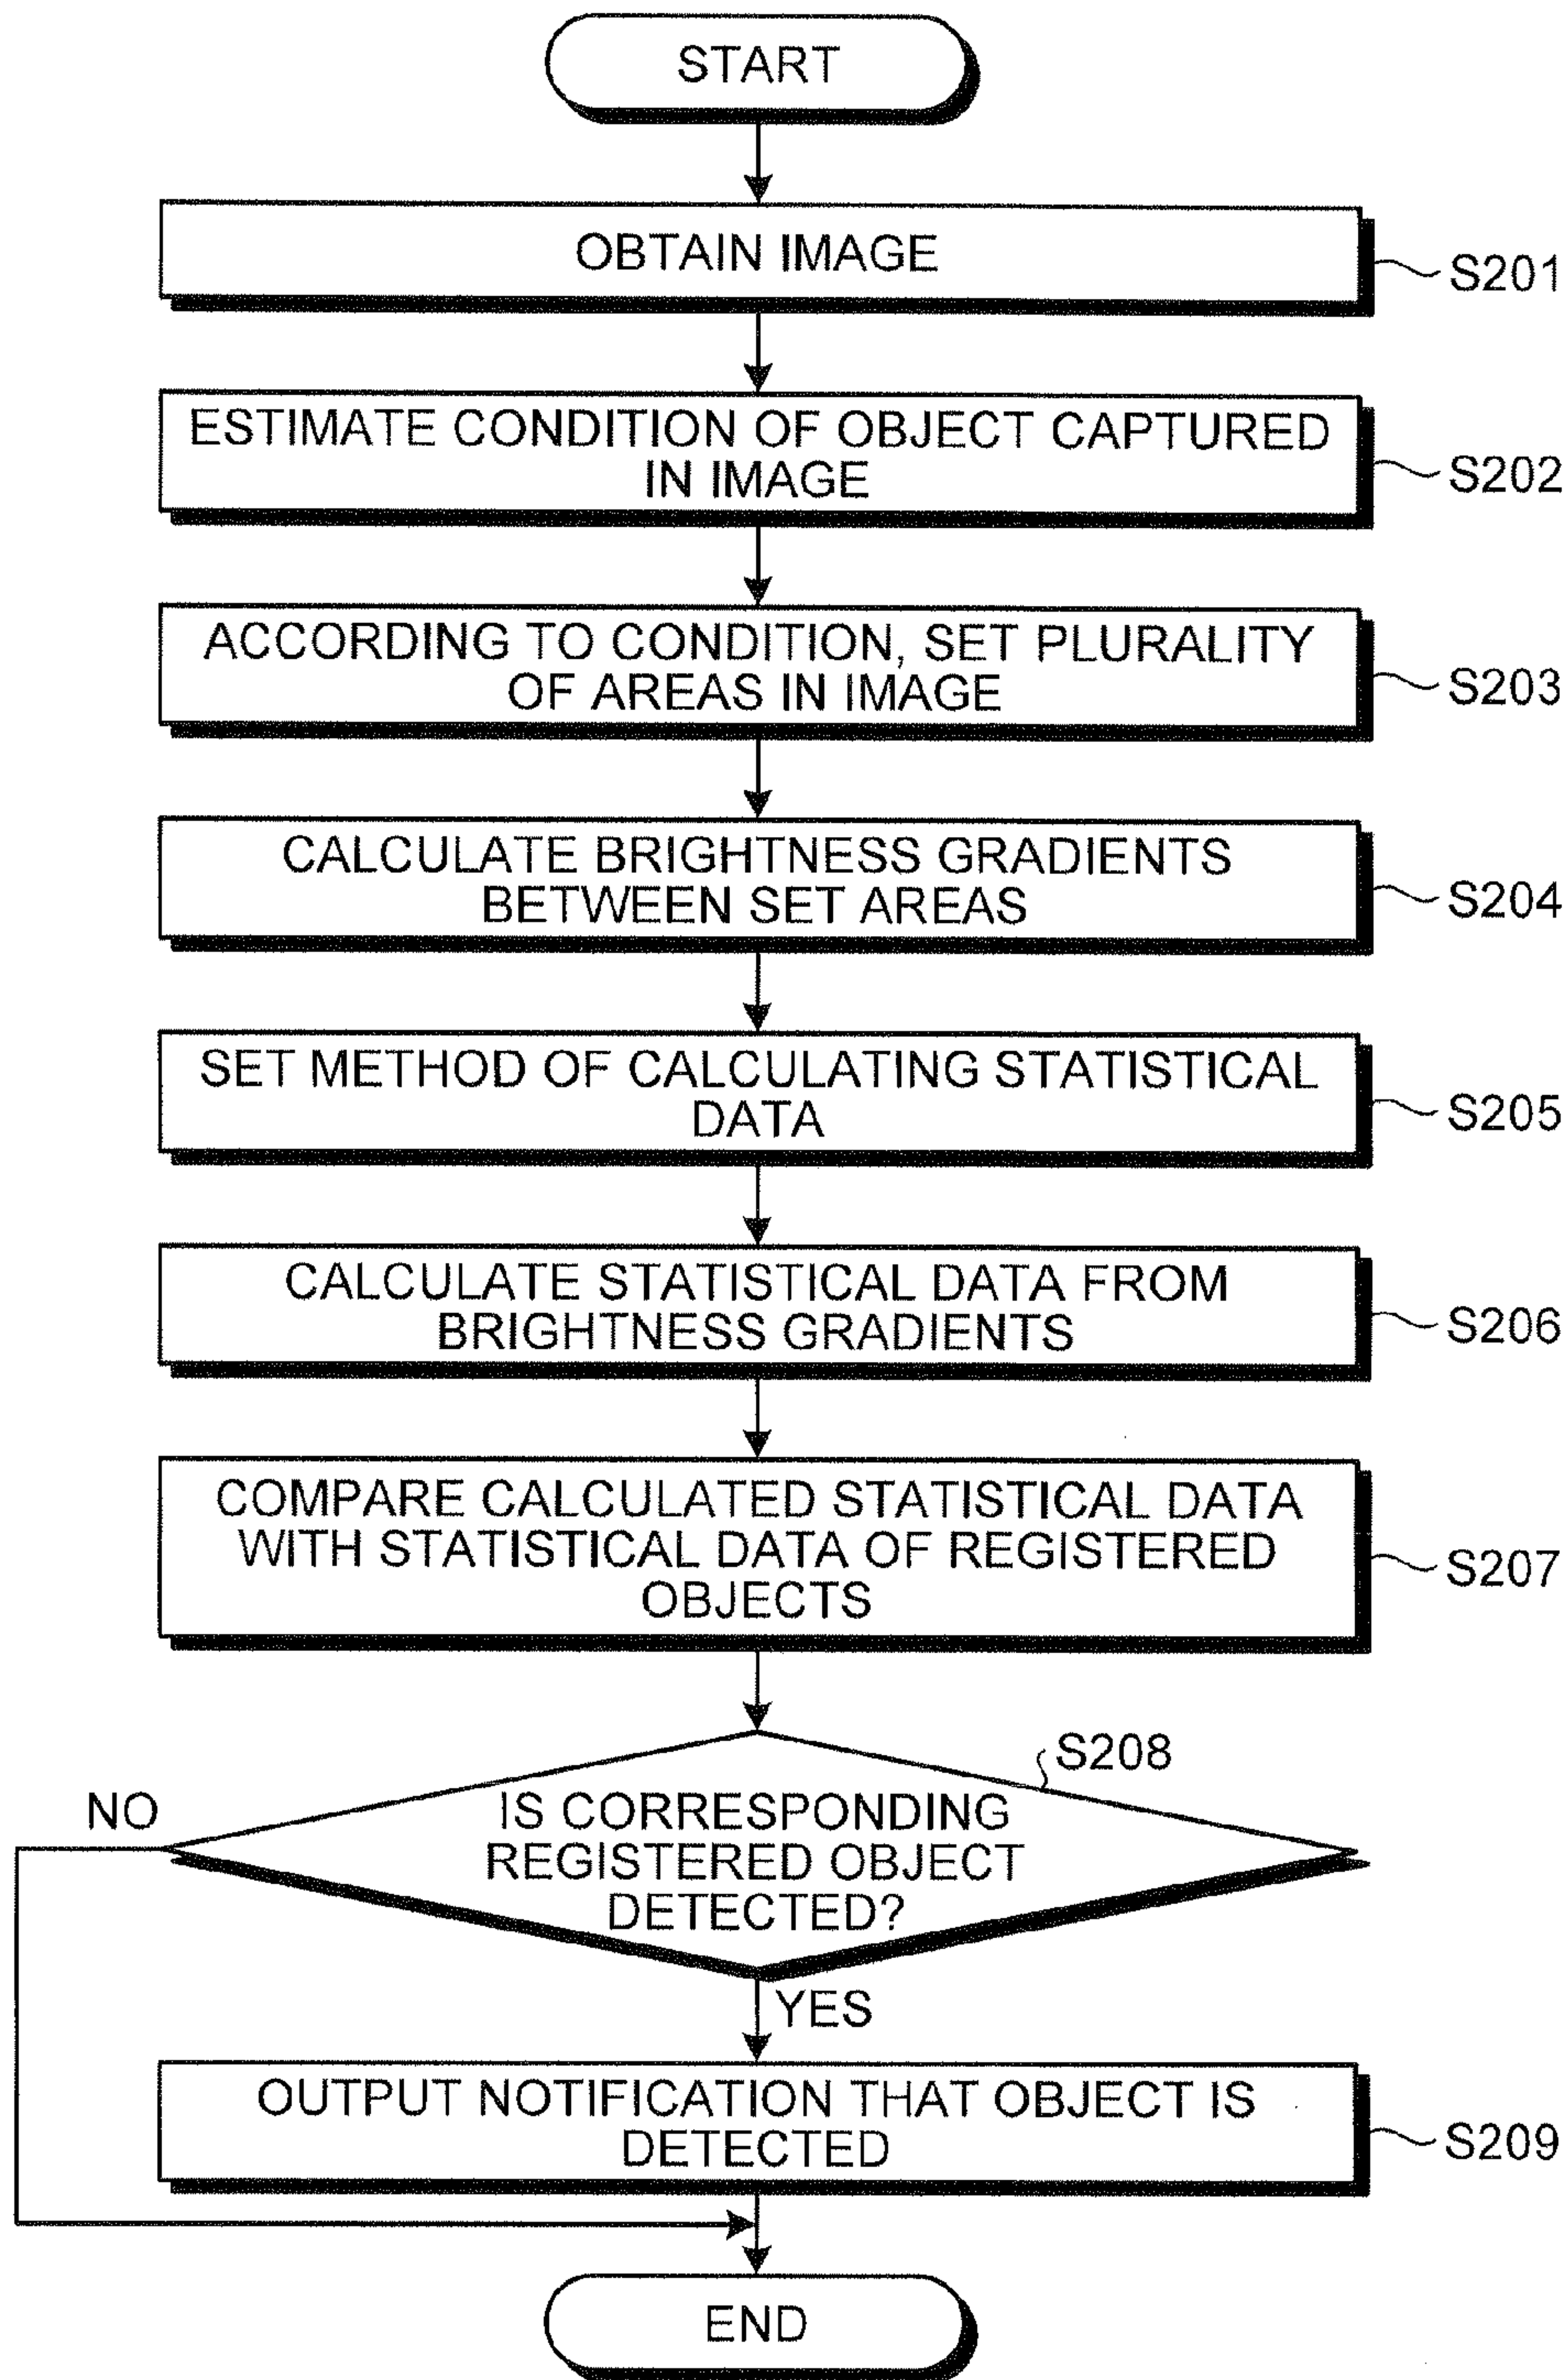 START
OBTAIN IMAGE
S201
ESTIMATE CONDITION OF OBJECT CAPTURED
IN IMAGE
S202
ACCORDING TO CONDITION, SET PLURALITY
OF AREAS IN IMAGE
S203
CALCULATE BRIGHTNESS GRADIENTS
BETWEEN SET AREAS
S204
SET METHOD OF CALCULATING STATISTICAL
DATA
S205
CALCULATE STATISTICAL DATA FROM
BRIGHTNESS GRADIENTS
S206
COMPARE CALCULATED STATISTICAL DATA
WITH STATISTICAL DATA OF REGISTERED
OBJECTS
S207
S208
NO
IS CORRESPONDING
REGISTERED OBJECT
DETECTED?
YES
OUTPUT NOTIFICATION THAT OBJECT IS
DETECTED
S209
END